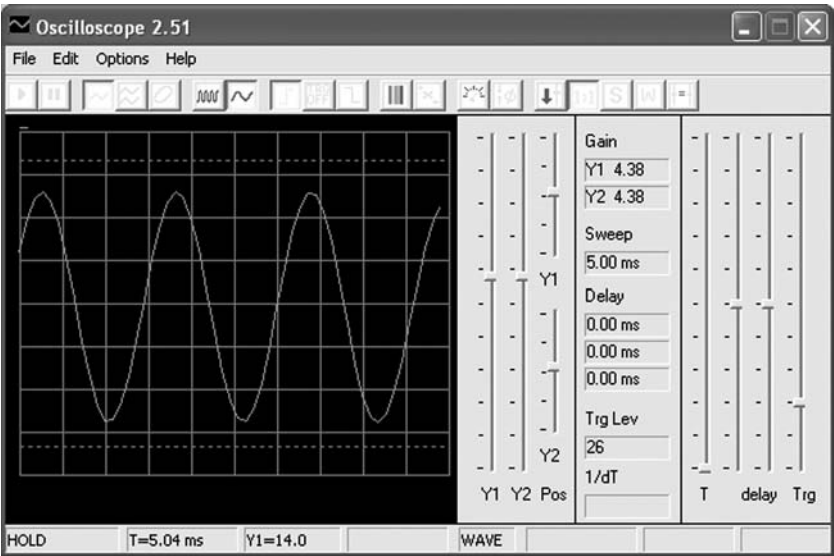 Oscilloscope 2.51
File Edit Options Help
Gain
Y1 4.38
Y2 4.38
Sweep
5.00 ms
Y1
Delay
0.00 ms
0.00 ms
0.00 ms
Trg Lev
26
Y2
1/dT
Y1 Y2 Pos
T delay Trg
HOLD T=5.04 ms Y1=14.0 WAVE